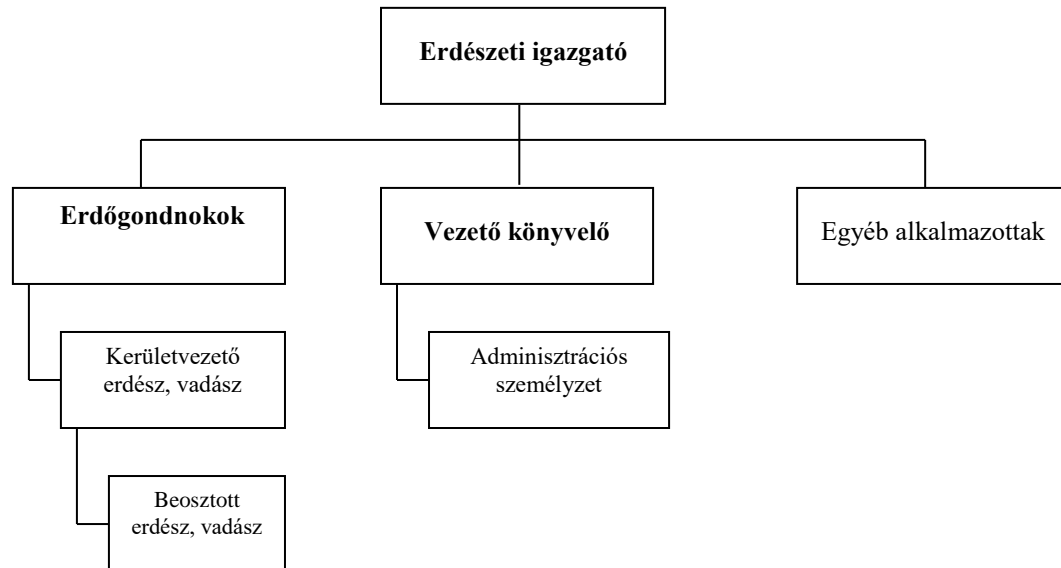 Erdészeti igazgató
Erdőgondnokok
Vezető könyvelő
Egyéb alkalmazottak
Kerületvezető
erdész, vadász
Adminisztrációs
személyzet
Beosztott
erdész, vadász